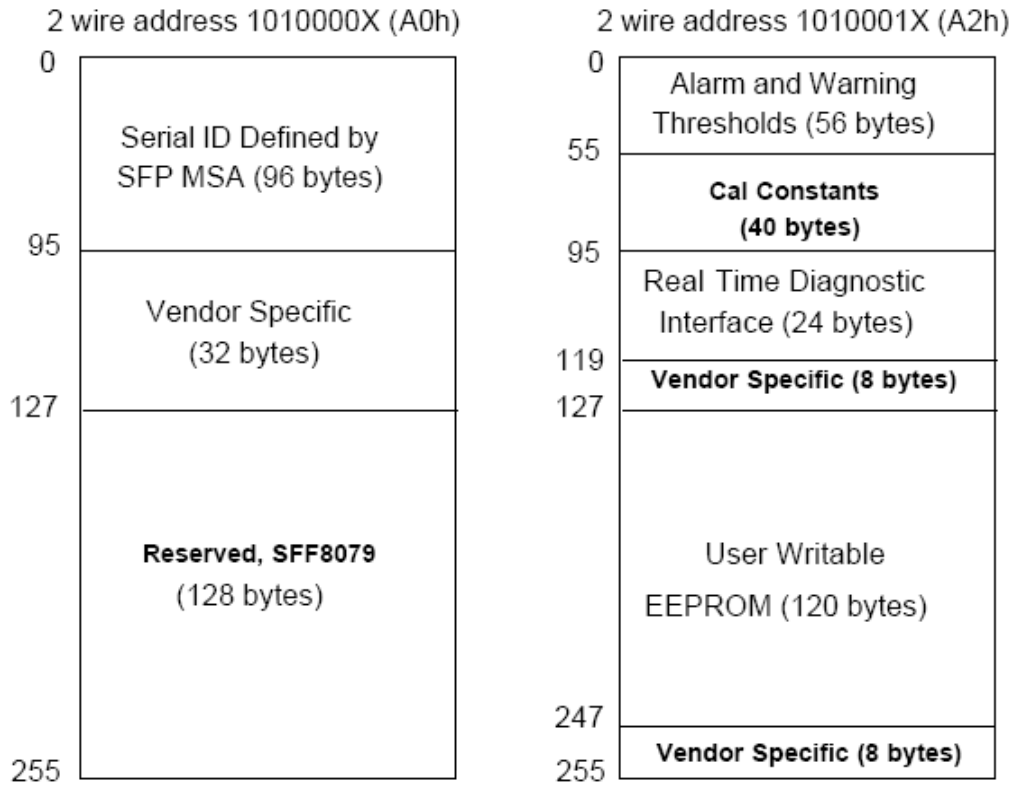 2 wire address 1010000X (A0h)
0
Serial ID Defined by
SFP MSA (96 bytes)
95
Vendor Specific
(32 bytes)
127
Reserved, SFF8079
(128 bytes)
255
2 wire address 1010001X (A2h)
0
Alarm and Warning
Thresholds (56 bytes)
55
Cal Constants
(40 bytes)
95
Real Time Diagnostic
Interface (24 bytes)
119
Vendor Specific (8 bytes)
127
User Writable
EEPROM (120 bytes)
247
Vendor Specific (8 bytes)
255